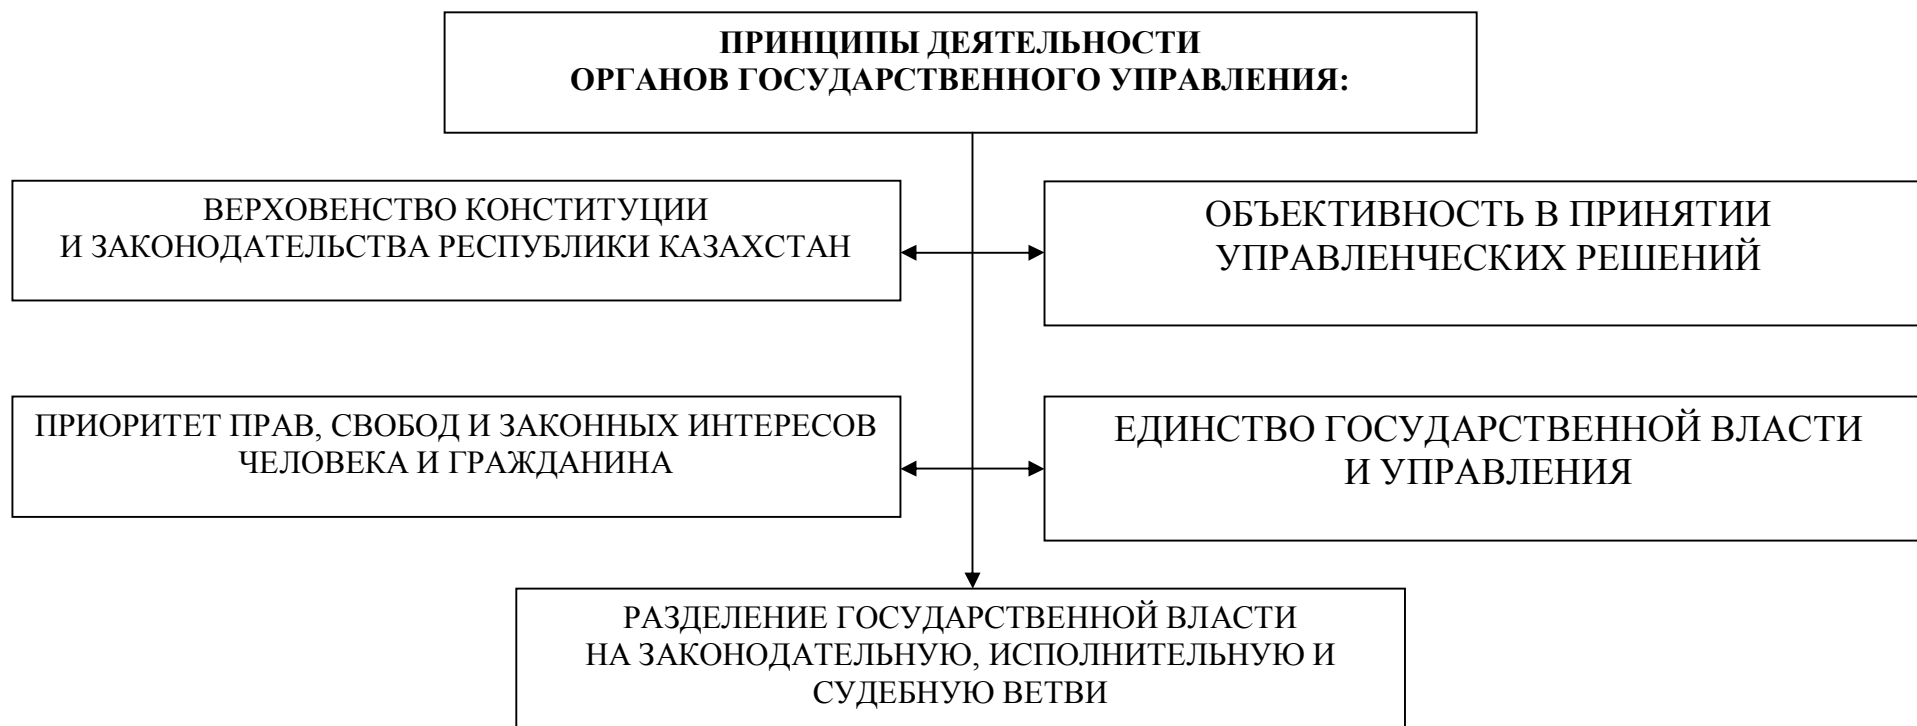 ПРИНЦИПЫ ДЕЯТЕЛЬНОСТИ
ОРГАНОВ ГОСУДАРСТВЕННОГО УПРАВЛЕНИЯ:
ВЕРХОВЕНСТВО КОНСТИТУЦИИ
И ЗАКОНОДАТЕЛЬСТВА РЕСПУБЛИКИ КАЗАХСТАН
ОБЪЕКТИВНОСТЬ В ПРИНЯТИИ
УПРАВЛЕНЧЕСКИХ РЕШЕНИЙ
ПРИОРИТЕТ ПРАВ, СВОБОД И ЗАКОННЫХ ИНТЕРЕСОВ
ЧЕЛОВЕКА И ГРАЖДАНИНА
ЕДИНСТВО ГОСУДАРСТВЕННОЙ ВЛАСТИ
И УПРАВЛЕНИЯ
РАЗДЕЛЕНИЕ ГОСУДАРСТВЕННОЙ ВЛАСТИ
НА ЗАКОНОДАТЕЛЬНУЮ, ИСПОЛНИТЕЛЬНУЮ И
СУДЕБНУЮ ВЕТВИ